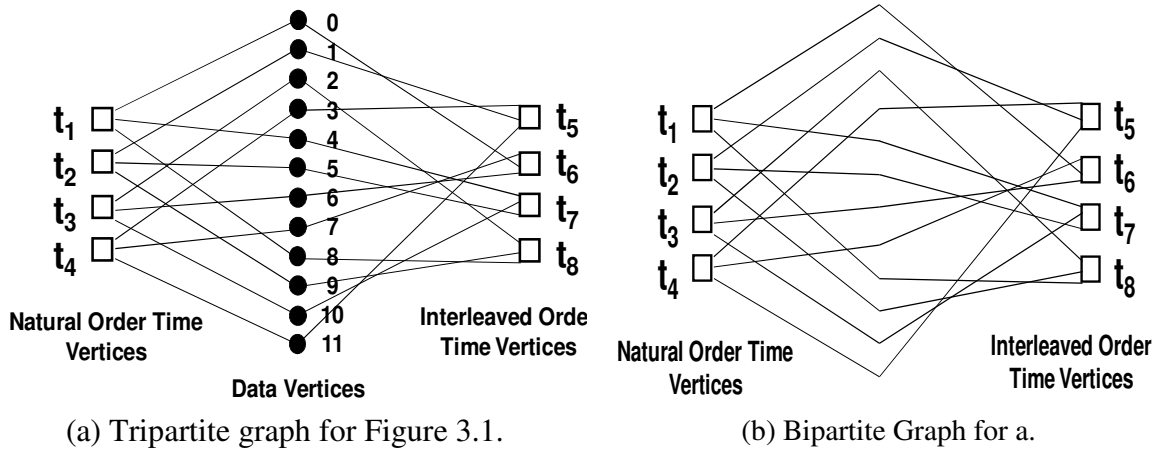 0
1
2
3
4
5
6
7
8
9
10
11
t1
t2
t3
t4
t5
t6
t7
t8
Natural Order Time
Vertices
Interleaved Orde
Time Vertices
Data Vertices
(a) Tripartite graph for Figure 3.1.
t1
t2
t3
t4
t5
t6
t7
t8
Natural Order Time
Vertices
Interleaved Order
Time Vertices
(b) Bipartite Graph for a.